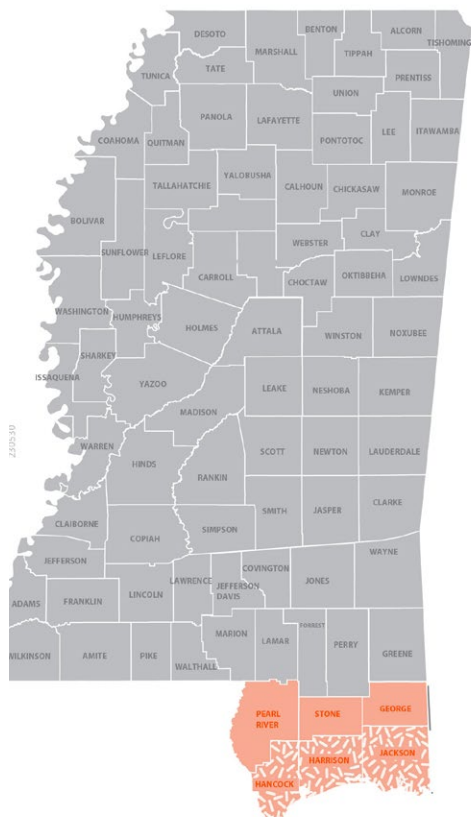 DESOTO
BENTON
ALCORN
TISHOMING
MARSHALL
TIPPAH
TATE
TUNICA
PRENTISS
UNION
PANOLA
LAFAYETTE
LEE
ITAWAMBA
COAHOMA
QUITMAN
PONTOTOC
YALOBUSHA
TALLAHATCHIE
CALHOUN
CHICKASAW
MONROE
BOLIVAR
CLAY
WEBSTER
SUNFLOWER
LEFLORE
CARROLL
OKTIBBEHA
LOWNDES
CHOCTAW
WASHINGTON
HUMPHREYS
HOLMES
ATTALA
WINSTON
NOXUBEE
SHARKEY
ISSAQUENA
YAZOO
LEAKE
NESHOBA
KEMPER
MADISON
230530
WARREN
HINDS
RANKIN
SCOTT
NEWTON
LAUDERDALE
CLARKE
SMITH
JASPER
CLAIBORNE
SIMPSON
COPIAH
WAYNE
JEFFERSON
COVINGTON
LAWRENCE
JEFFERSON
DAVIS
JONES
LINCOLN
FRANKLIN
ADAMS
FORREST
MARION
LAMAR
PERRY
GREENE
WILKINSON
AMITE
PIKE
WALTHALL
PEARL
RIVER
STONE
GEORGE
JACKSON
HARRISON
HANCOCK